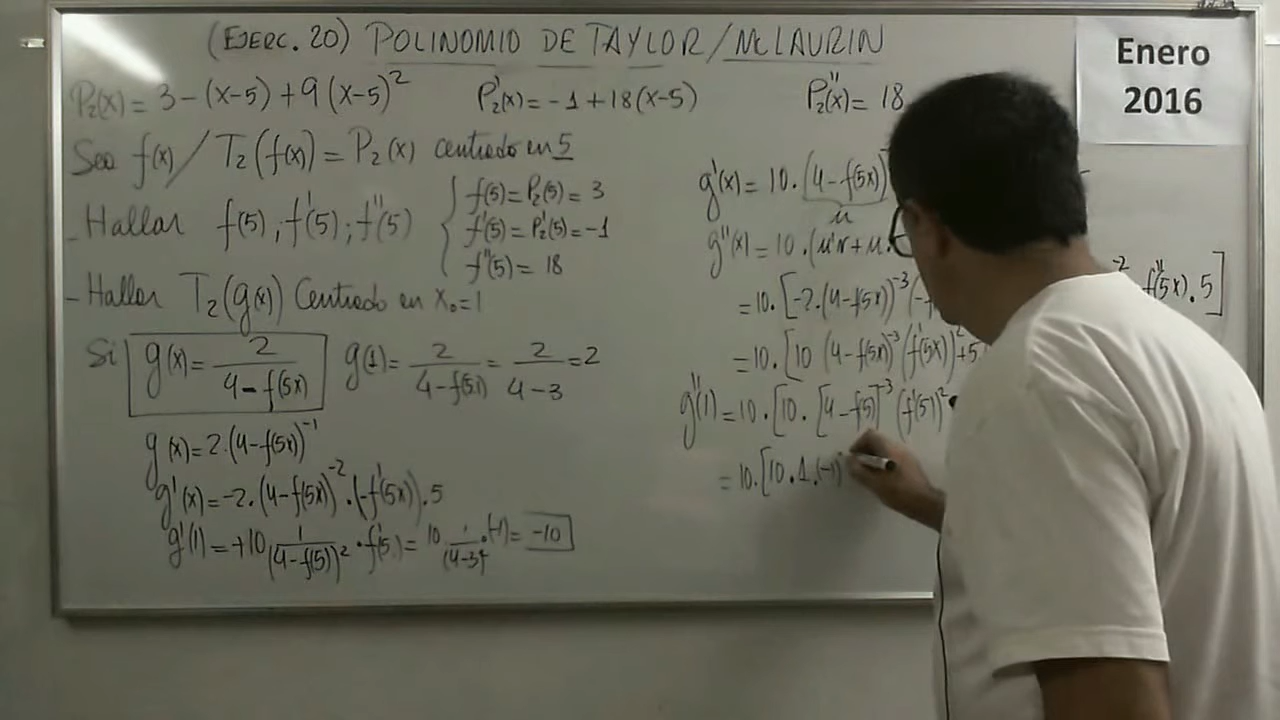 (EJERC. 20) POLINOMIO DE TAYLOR/MCLAURIN
Enero
2016
P₂(x) = 3 - (x-5) + 9(x-5)²
P₂'(x) = -1 + 18(x-5)
P₂''(x) = 18
Sea f(x) / T₂(f(x)) = P₂(x) centrado en 5
- Hallar f(5), f'(5), f''(5)
f(5) = P₂(5) = 3
f'(5) = P₂'(5) = -1
f''(5) = 18
- Hallar T₂(g(x)) Centrado en x₀=1
Si g(x) = 2/(4-f(5x))
g(1) = 2/(4-f(5.1)) = 2/(4-3) = 2
g(x) = 2.(4-f(5x))⁻¹
g'(x) = -2.(4-f(5x))⁻².(-f'(5x)).5
g'(1) = +10 1/(4-f(5))² . f'(5) = 10 1/(4-3)² . (-1) = -10
g'(x) = 10.(4-f(5x))
u
g''(x) = 10.(u'v + u.
= 10.[-2.(4-f(5x))⁻³(-f
⁻² f''(5x).5]
= 10.[10 (4-f(5x))⁻³(f'(5x))² + 5
g''(1) = 10.[10.[4-f(5)]⁻³(f'(5))²
= 10.[10.1.(-1)